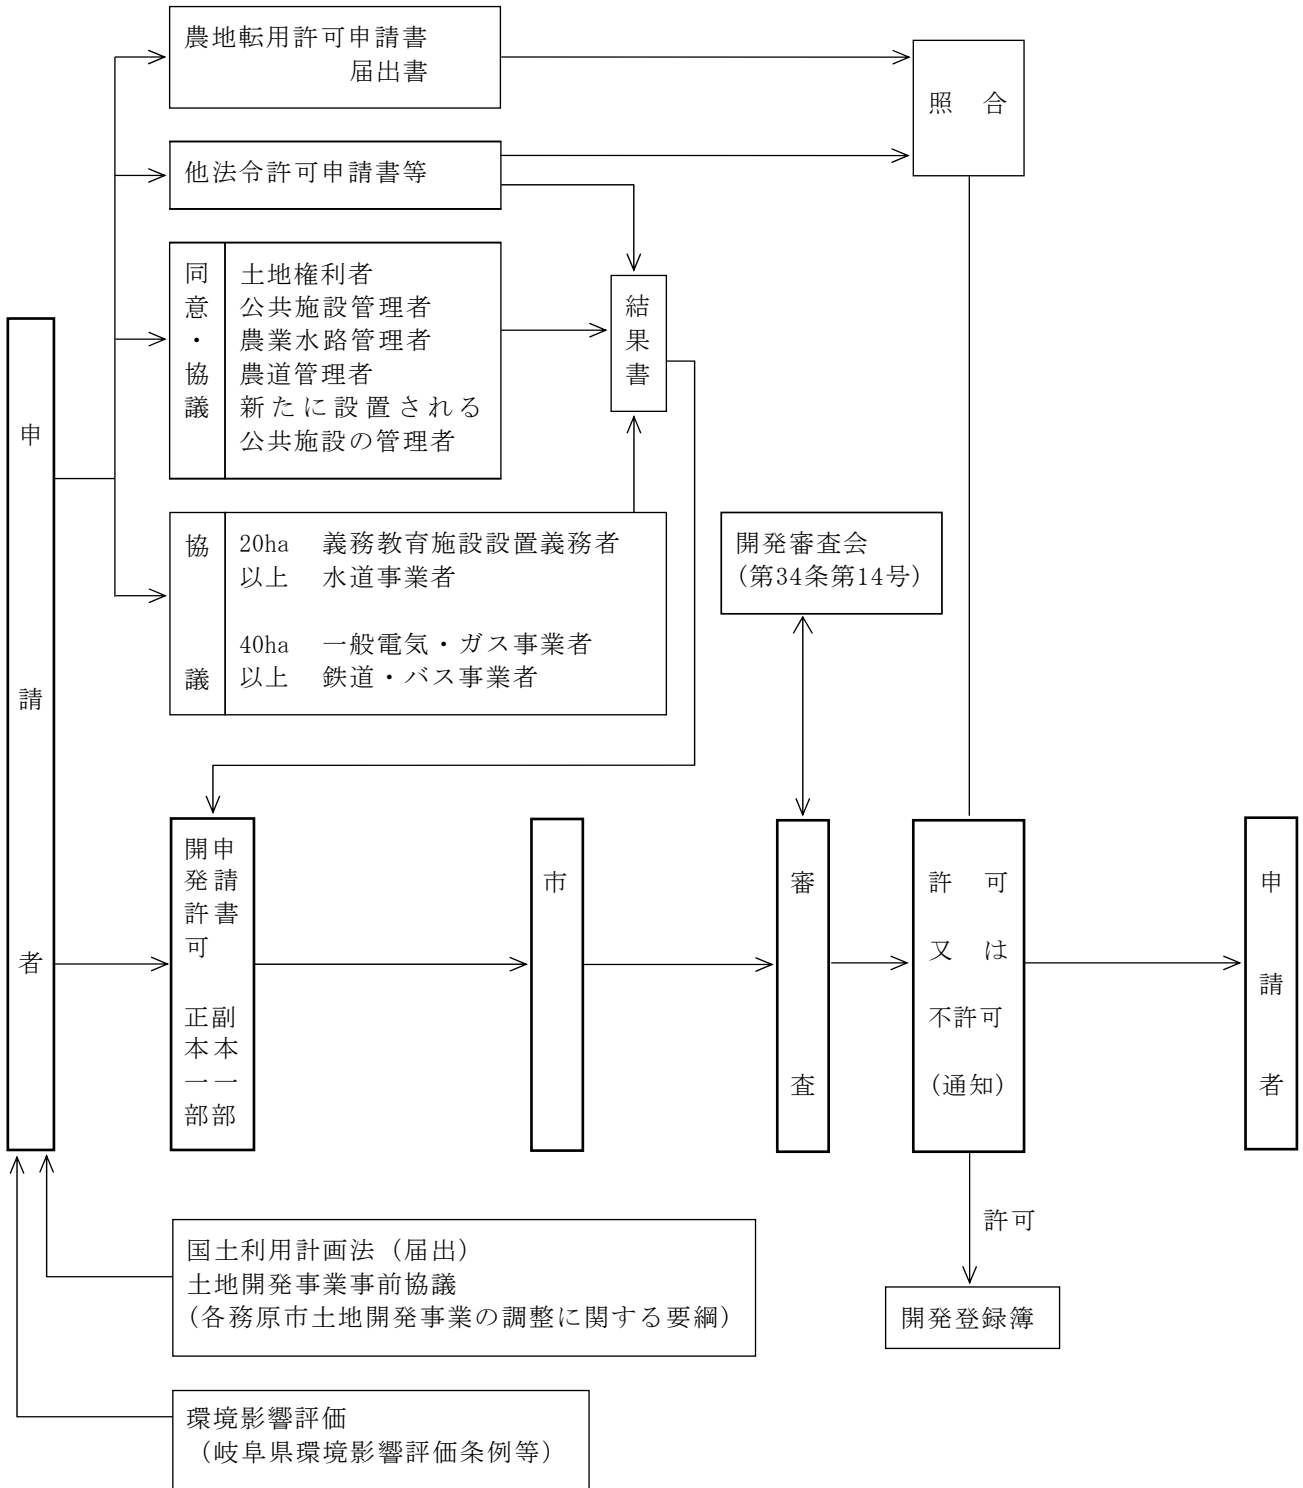 農地転用許可申請書
届出書
照　合
他法令許可申請書等
同意・協議
土地権利者
公共施設管理者
農業水路管理者
農道管理者
新たに設置される
公共施設の管理者
結果書
申請者
協議
20ha　義務教育施設設置義務者
以上　水道事業者
40ha　一般電気・ガス事業者
以上　鉄道・バス事業者
開発審査会
(第34条第14号)
開発許可
申請書
正本一部
副本一部
市
審査
許　可
又　は
不許可
(通知)
申請者
許可
開発登録簿
国土利用計画法（届出）
土地開発事業事前協議
(各務原市土地開発事業の調整に関する要綱)
環境影響評価
（岐阜県環境影響評価条例等）